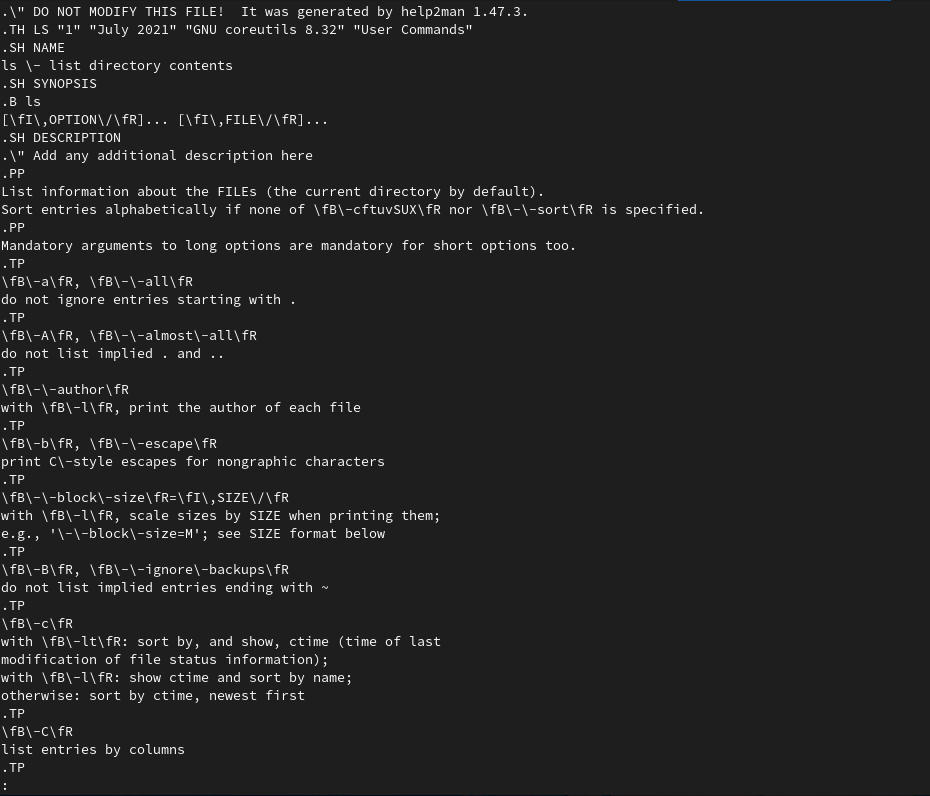 .\" DO NOT MODIFY THIS FILE!  It was generated by help2man 1.47.3.
.TH LS "1" "July 2021" "GNU coreutils 8.32" "User Commands"
.SH NAME
ls \- list directory contents
.SH SYNOPSIS
.B ls
[\fI\,OPTION\/\fR]... [\fI\,FILE\/\fR]...
.SH DESCRIPTION
.\" Add any additional description here
.PP
List information about the FILEs (the current directory by default).
Sort entries alphabetically if none of \fB\-cftuvSUX\fR nor \fB\-\-sort\fR is specified.
.PP
Mandatory arguments to long options are mandatory for short options too.
.TP
\fB\-a\fR, \fB\-\-all\fR
do not ignore entries starting with .
.TP
\fB\-A\fR, \fB\-\-almost\-all\fR
do not list implied . and ..
.TP
\fB\-\-author\fR
with \fB\-l\fR, print the author of each file
.TP
\fB\-b\fR, \fB\-\-escape\fR
print C\-style escapes for nongraphic characters
.TP
\fB\-\-block\-size\fR=\fI\,SIZE\/\fR
with \fB\-l\fR, scale sizes by SIZE when printing them;
e.g., '\-\-block\-size=M'; see SIZE format below
.TP
\fB\-B\fR, \fB\-\-ignore\-backups\fR
do not list implied entries ending with ~
.TP
\fB\-c\fR
with \fB\-lt\fR: sort by, and show, ctime (time of last
modification of file status information);
with \fB\-l\fR: show ctime and sort by name;
otherwise: sort by ctime, newest first
.TP
\fB\-C\fR
list entries by columns
.TP
: